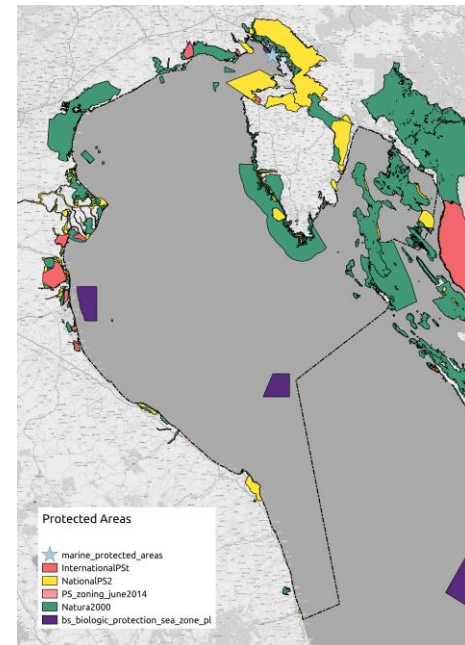 Protected Areas
marine_protected_areas
InternationalPSt
NationalPS2
PS_zoning_june2014
Natura2000
bs_biologic_protection_sea_zone_pl